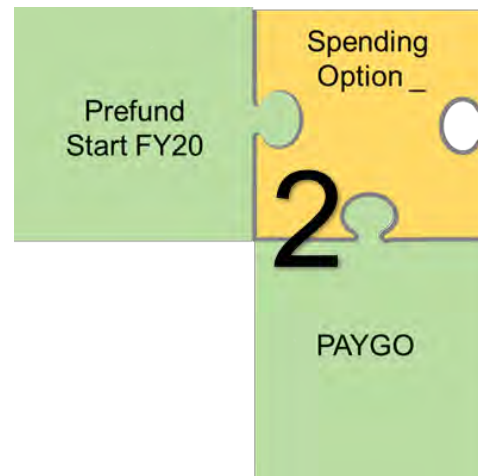 Spending
Option _
Prefund
Start FY20
2
PAYGO